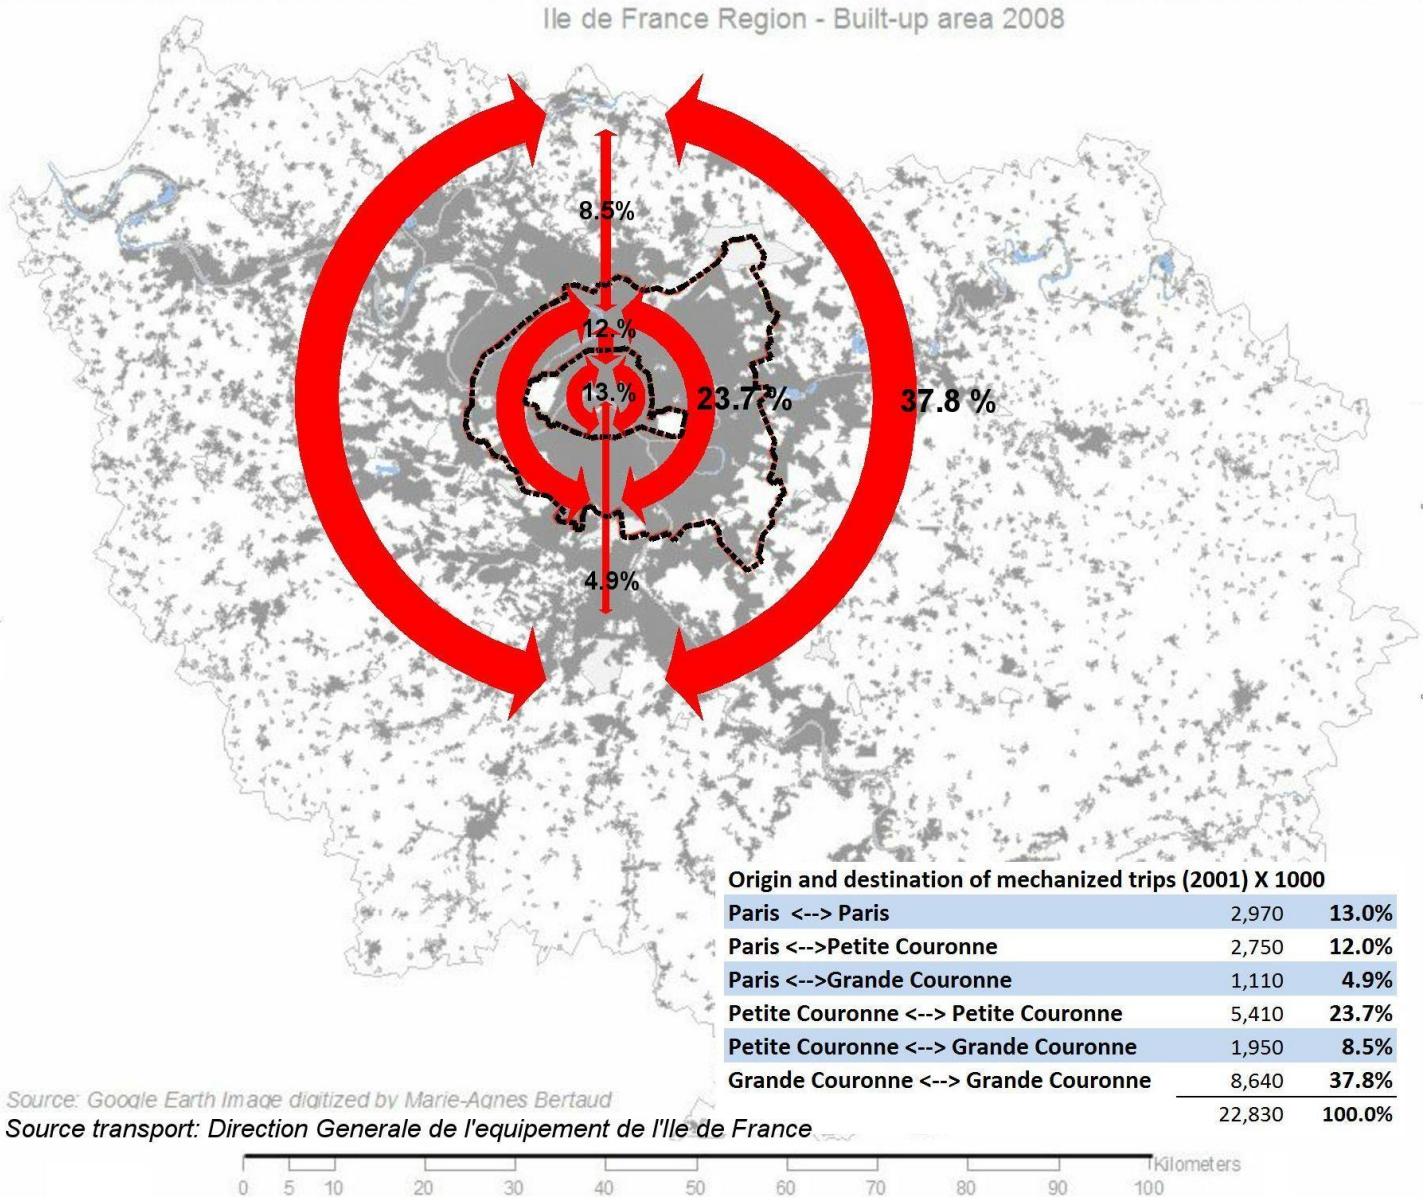 Ile de France Region - Built-up area 2008
8.5%
12.%
13.%
23.7 %
37.8 %
4.9%
Origin and destination of mechanized trips (2001) X 1000
Paris <--> Paris 2,970 13.0%
Paris <-->Petite Couronne 2,750 12.0%
Paris <-->Grande Couronne 1,110 4.9%
Petite Couronne <--> Petite Couronne 5,410 23.7%
Petite Couronne <--> Grande Couronne 1,950 8.5%
Grande Couronne <--> Grande Couronne 8,640 37.8%
22,830 100.0%
Source: Google Earth Image digitized by Marie-Agnes Bertaud
Source transport: Direction Generale de l'equipement de l'Ile de France
Kilometers
0 5 10 20 30 40 50 60 70 80 90 100